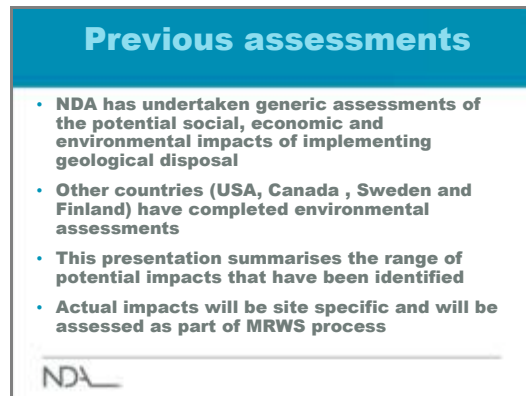 Previous assessments
• NDA has undertaken generic assessments of
the potential social, economic and
environmental impacts of implementing
geological disposal
• Other countries (USA, Canada , Sweden and
Finland) have completed environmental
assessments
• This presentation summarises the range of
potential impacts that have been identified
• Actual impacts will be site specific and will be
assessed as part of MRWS process
NDA